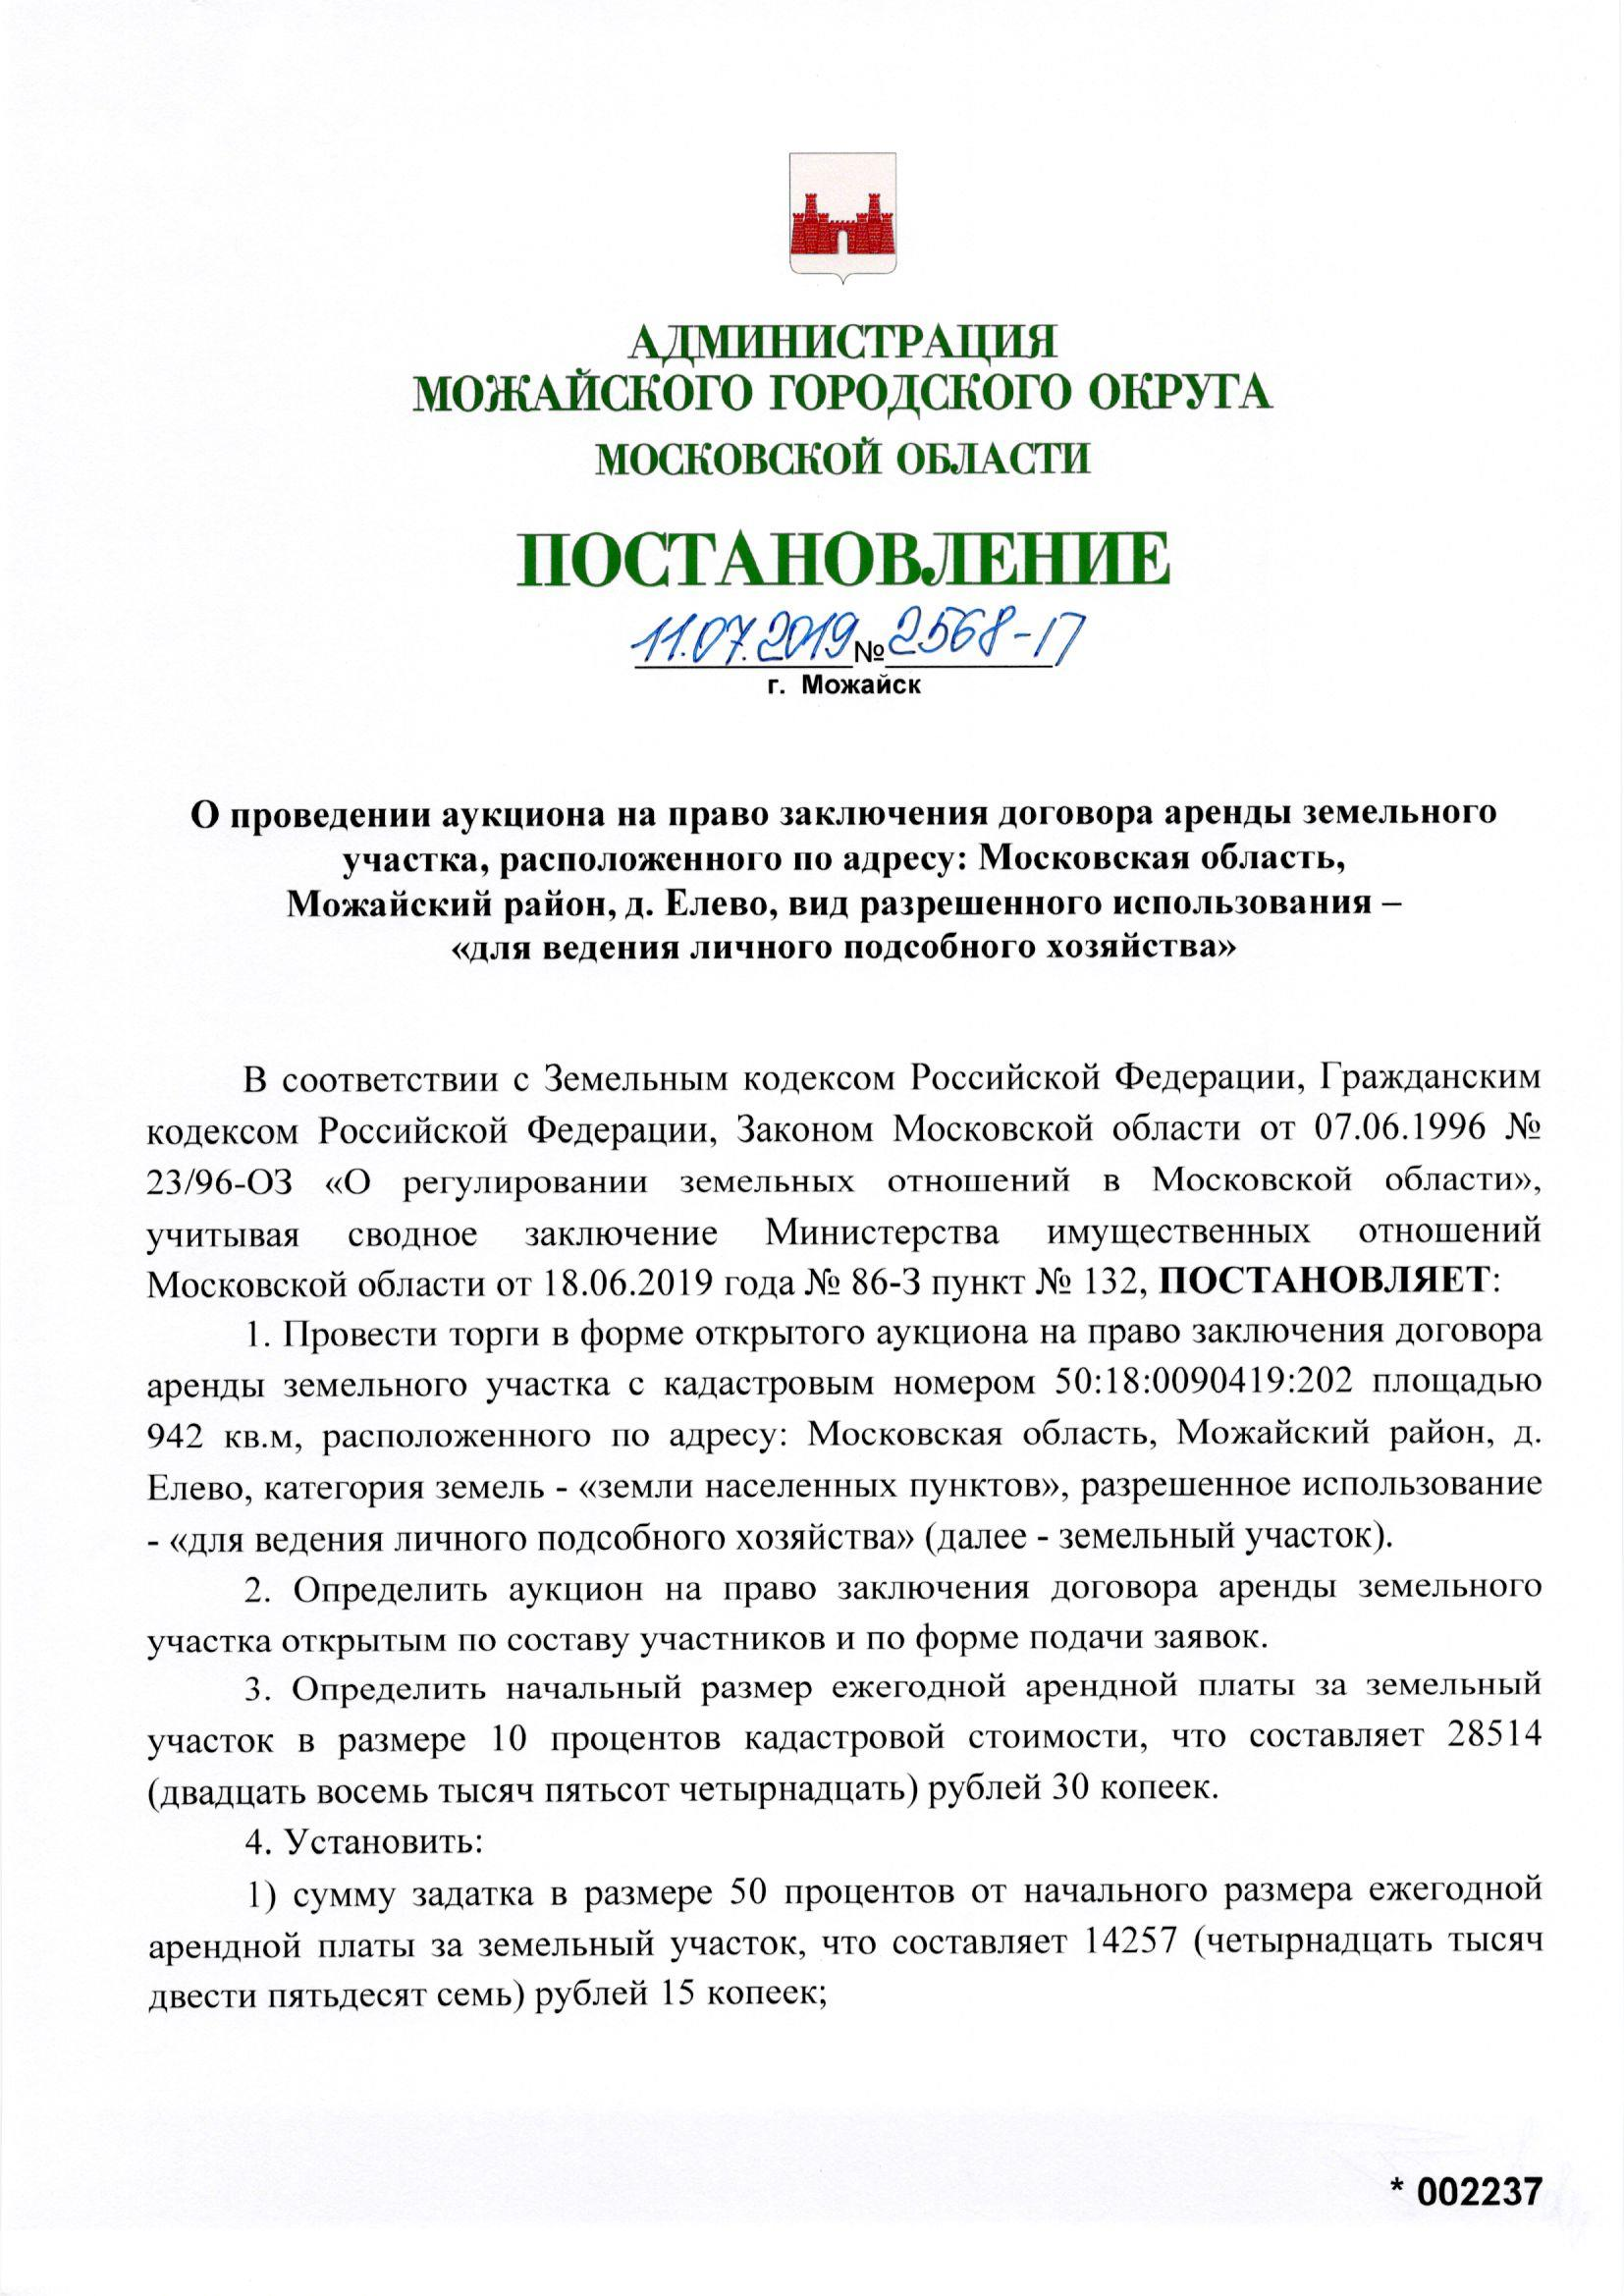 АДМИНИСТРАЦИЯ
МОЖАЙСКОГО ГОРОДСКОГО ОКРУГА
МОСКОВСКОЙ ОБЛАСТИ
ПОСТАНОВЛЕНИЕ
11.07.2019 № 2568-П
г. Можайск
О проведении аукциона на право заключения договора аренды земельного
участка, расположенного по адресу: Московская область,
Можайский район, д. Елево, вид разрешенного использования –
«для ведения личного подсобного хозяйства»
В соответствии с Земельным кодексом Российской Федерации, Гражданским
кодексом Российской Федерации, Законом Московской области от 07.06.1996 №
23/96-ОЗ «О регулировании земельных отношений в Московской области»,
учитывая сводное заключение Министерства имущественных отношений
Московской области от 18.06.2019 года № 86-З пункт № 132, ПОСТАНОВЛЯЕТ:
1. Провести торги в форме открытого аукциона на право заключения договора
аренды земельного участка с кадастровым номером 50:18:0090419:202 площадью
942 кв.м, расположенного по адресу: Московская область, Можайский район, д.
Елево, категория земель - «земли населенных пунктов», разрешенное использование
- «для ведения личного подсобного хозяйства» (далее - земельный участок).
2. Определить аукцион на право заключения договора аренды земельного
участка открытым по составу участников и по форме подачи заявок.
3. Определить начальный размер ежегодной арендной платы за земельный
участок в размере 10 процентов кадастровой стоимости, что составляет 28514
(двадцать восемь тысяч пятьсот четырнадцать) рублей 30 копеек.
4. Установить:
1) сумму задатка в размере 50 процентов от начального размера ежегодной
арендной платы за земельный участок, что составляет 14257 (четырнадцать тысяч
двести пятьдесят семь) рублей 15 копеек;
* 002237